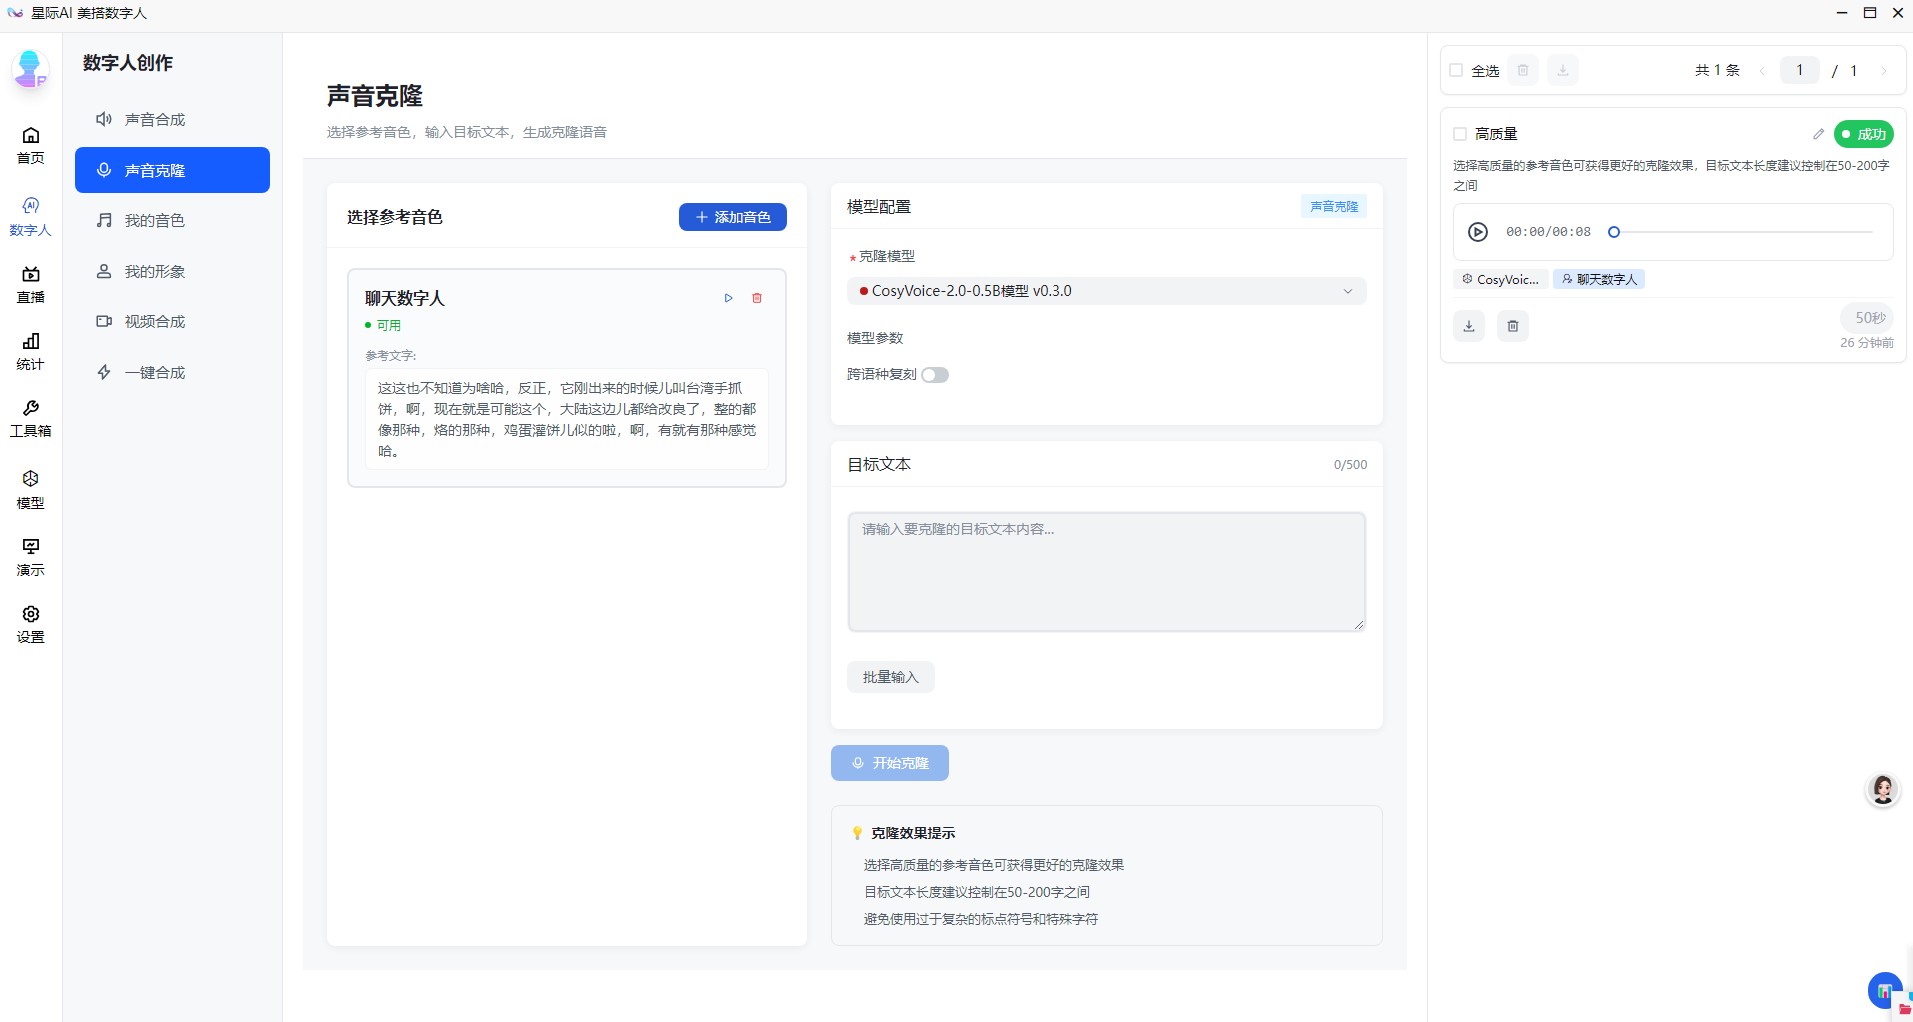 星际AI 美搭数字人
首页
数字人
直播
统计
工具箱
模型
演示
设置
数字人创作
声音合成
声音克隆
我的音色
我的形象
视频合成
一键合成
声音克隆
选择参考音色，输入目标文本，生成克隆语音
选择参考音色
添加音色
聊天数字人
可用
参考文字:
这这也不知道为啥哈，反正，它刚出来的时候儿叫台湾手抓
饼，啊，现在就是可能这个，大陆这边儿都给改良了，整的都
像那种，烙的那种，鸡蛋灌饼儿似的啦，啊，有就有那种感觉
哈。
模型配置
声音克隆
*克隆模型
CosyVoice-2.0-0.5B模型 v0.3.0
模型参数
跨语种复刻
目标文本
0/500
请输入要克隆的目标文本内容...
批量输入
开始克隆
克隆效果提示
选择高质量的参考音色可获得更好的克隆效果
目标文本长度建议控制在50-200字之间
避免使用过于复杂的标点符号和特殊字符
全选
共 1 条
1 / 1
高质量
成功
选择高质量的参考音色可获得更好的克隆效果，目标文本长度建议控制在50-200字
之间
00:00/00:08
CosyVoic...
聊天数字人
50秒
26 分钟前